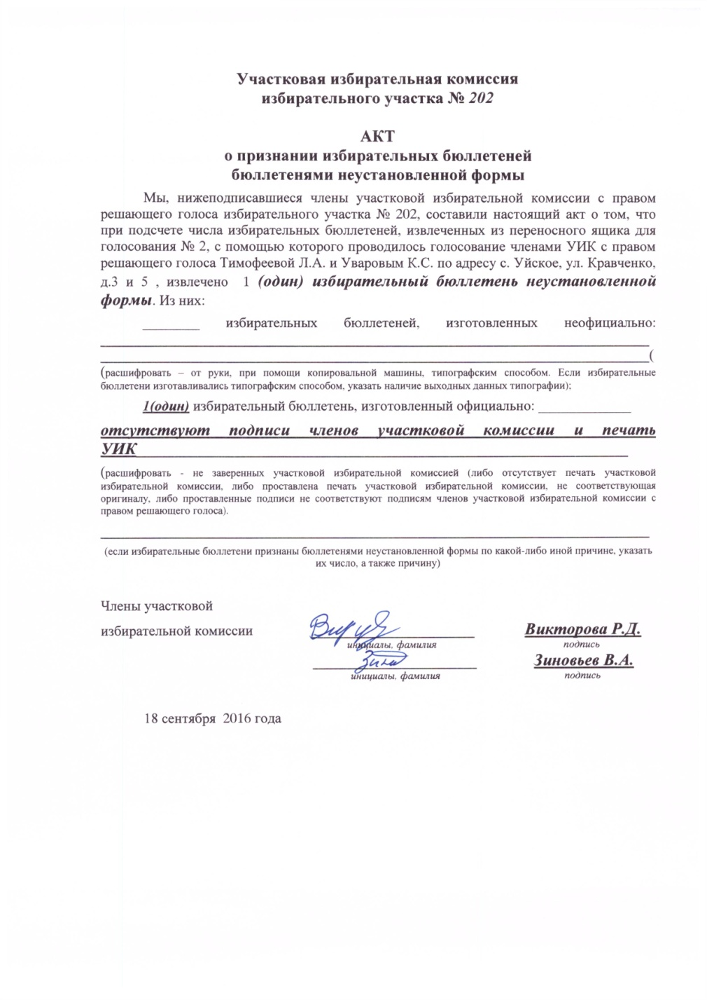 Участковая избирательная комиссия
избирательного участка № 202
АКТ
о признании избирательных бюллетеней
бюллетенями неустановленной формы
Мы, нижеподписавшиеся члены участковой избирательной комиссии с правом
решающего голоса избирательного участка № 202, составили настоящий акт о том, что
при подсчете числа избирательных бюллетеней, извлеченных из переносного ящика для
голосования № 2, с помощью которого проводилось голосование членами УИК с правом
решающего голоса Тимофеевой Л.А. и Уваровым К.С. по адресу с. Уйское, ул. Кравченко,
д.3 и 5 , извлечено 1 (один) избирательный бюллетень неустановленной
формы. Из них:
________ избирательных бюллетеней, изготовленных неофициально:
(
(расшифровать – от руки, при помощи копировальной машины, типографским способом. Если избирательные
бюллетени изготавливались типографским способом, указать наличие выходных данных типографии);
1(один) избирательный бюллетень, изготовленный официально: _____________
отсутствуют подписи членов участковой комиссии и печать
УИК
(расшифровать - не заверенных участковой избирательной комиссией (либо отсутствует печать участковой
избирательной комиссии, либо проставлена печать участковой избирательной комиссии, не соответствующая
оригиналу, либо проставленные подписи не соответствуют подписям членов участковой избирательной комиссии с
правом решающего голоса).
(если избирательные бюллетени признаны бюллетенями неустановленной формы по какой-либо иной причине, указать
их число, а также причину)
Члены участковой
избирательной комиссии Викторова Р.Д.
инициалы, фамилия подпись
Зиновьев В.А.
инициалы, фамилия подпись
18 сентября 2016 года